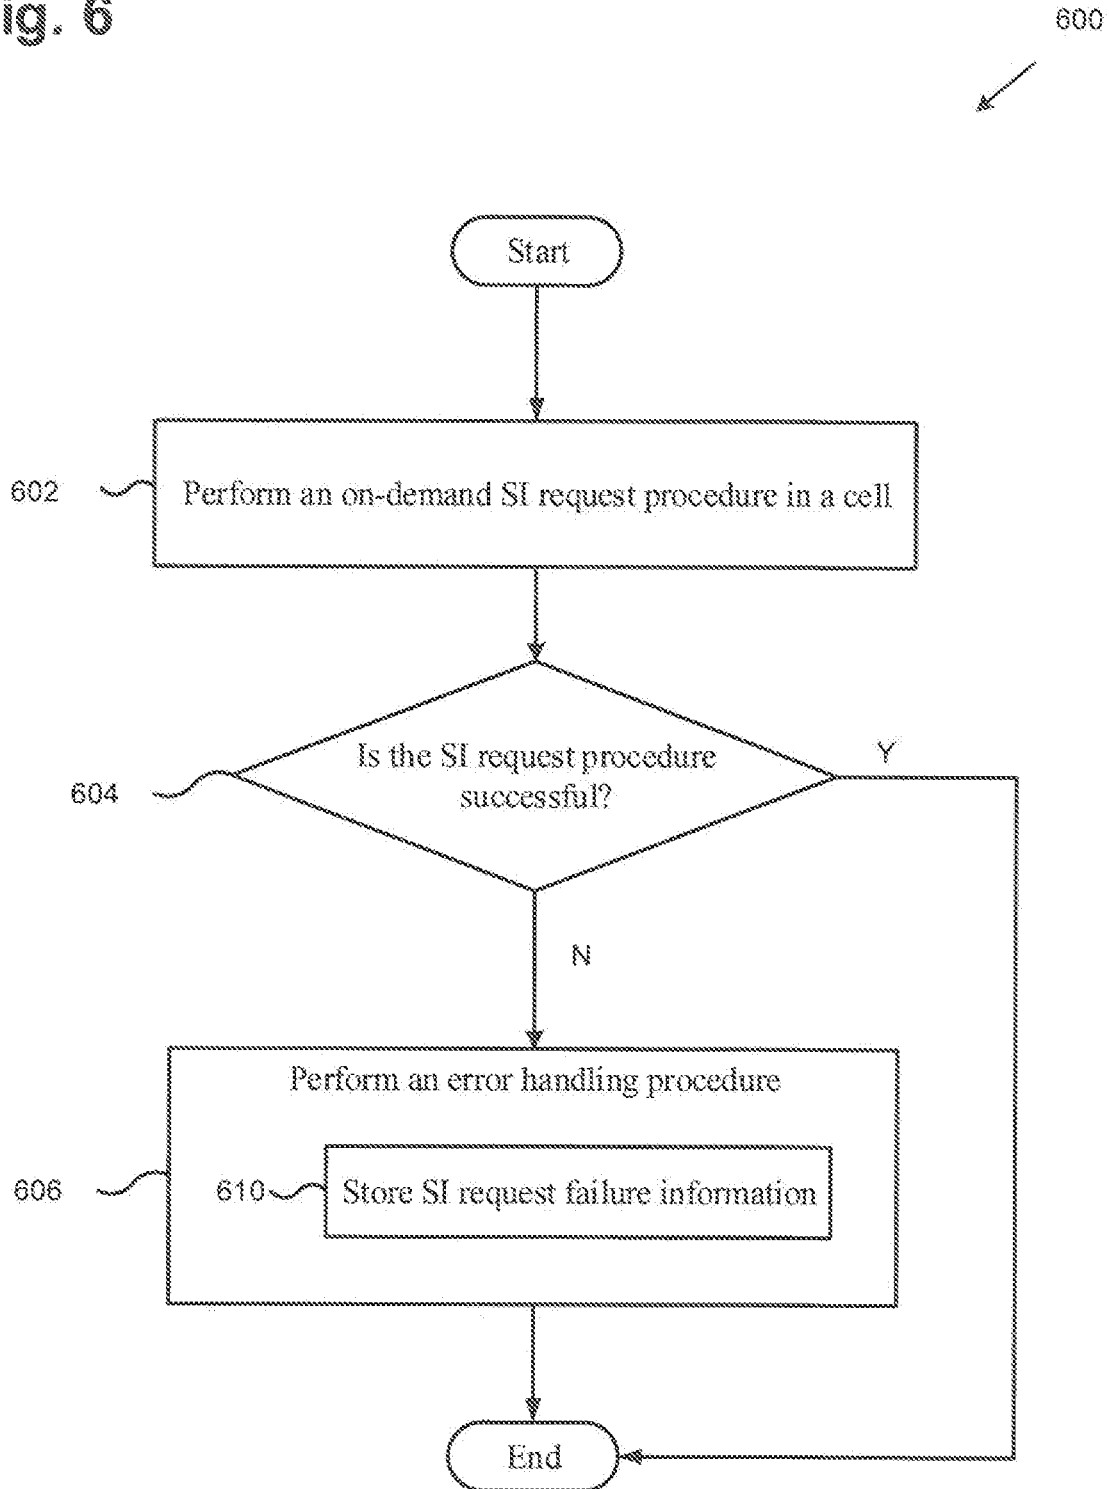 ig. 6
600
Start
602
Perform an on-demand SI request procedure in a cell
Is the SI request procedure
successful?
Y
604
N
Perform an error handling procedure
606
610
Store SI request failure information
End